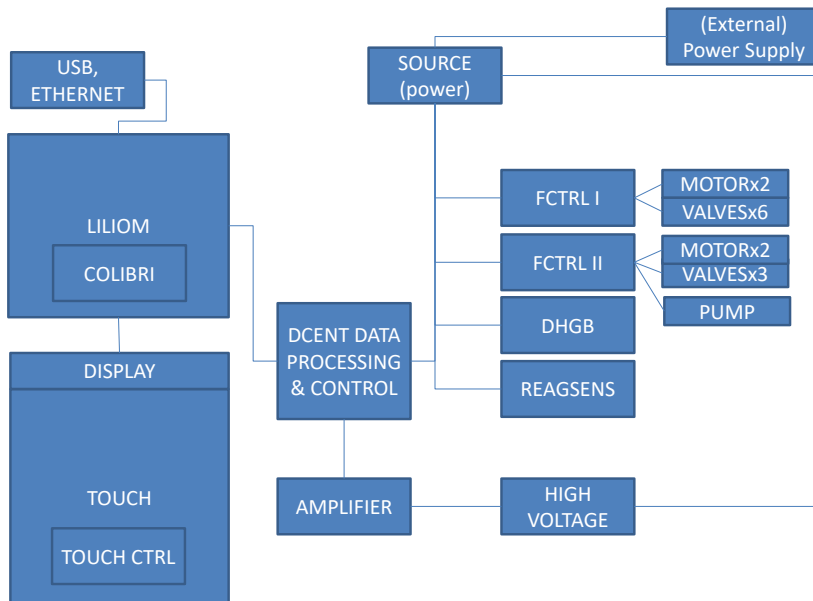 USB,
ETHERNET
LILIOM
COLIBRI
DISPLAY
TOUCH
TOUCH CTRL
DCENT DATA
PROCESSING
& CONTROL
AMPLIFIER
SOURCE
(power)
(External)
Power Supply
FCTRL I
MOTORx2
VALVESx6
FCTRL II
MOTORx2
VALVESx3
PUMP
DHGB
REAGSENS
HIGH
VOLTAGE